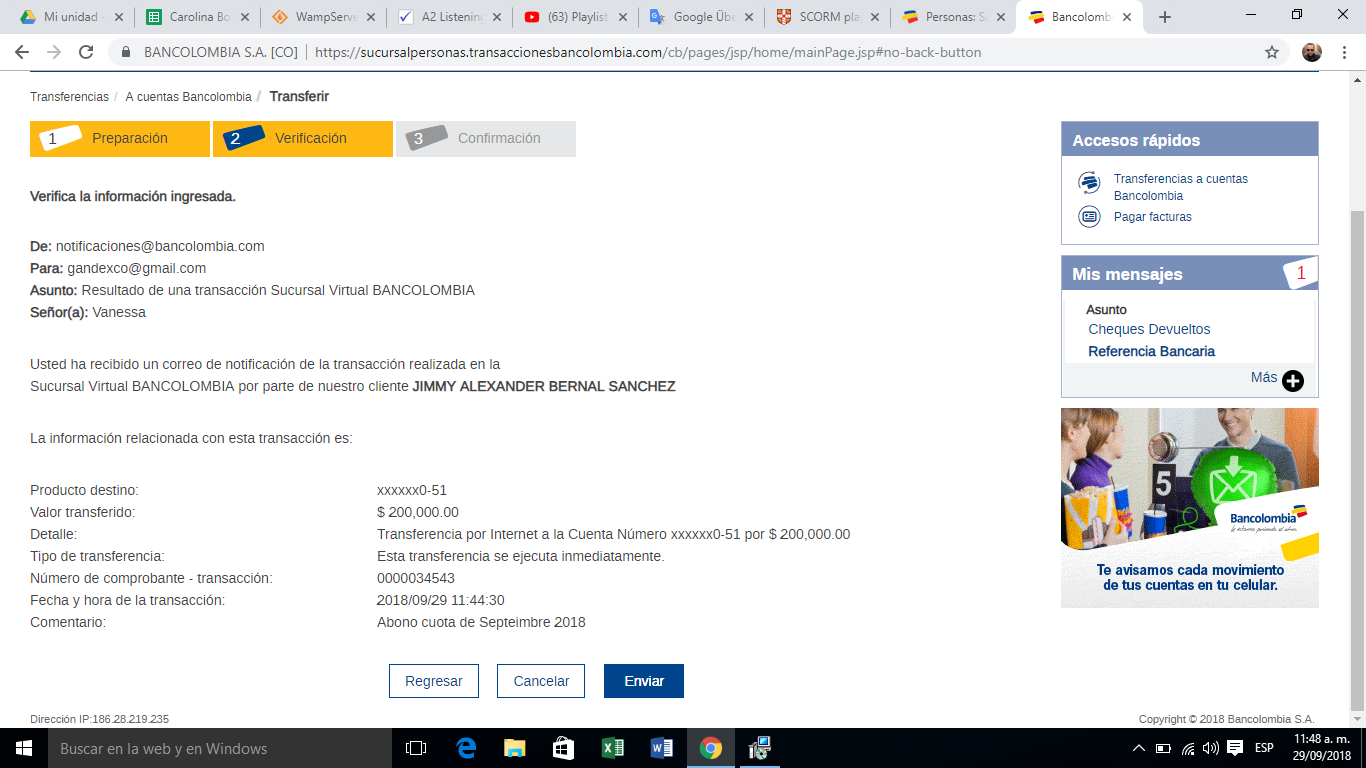 Mi unidad -
Carolina Bo
WampServe
A2 Listening
(63) Playlist
Google Übe
SCORM pla
Personas: S
Bancolomb
BANCOLOMBIA S.A. [CO]
https://sucursalpersonas.transaccionesbancolombia.com/cb/pages/jsp/home/mainPage.jsp#no-back-button
Transferencias / A cuentas Bancolombia / Transferir
1 Preparación
2 Verificación
3 Confirmación
Verifica la información ingresada.
De: notificaciones@bancolombia.com
Para: gandexco@gmail.com
Asunto: Resultado de una transacción Sucursal Virtual BANCOLOMBIA
Señor(a): Vanessa
Usted ha recibido un correo de notificación de la transacción realizada en la
Sucursal Virtual BANCOLOMBIA por parte de nuestro cliente JIMMY ALEXANDER BERNAL SANCHEZ
La información relacionada con esta transacción es:
Producto destino: xxxxxx0-51
Valor transferido: $ 200,000.00
Detalle: Transferencia por Internet a la Cuenta Número xxxxxx0-51 por $ 200,000.00
Tipo de transferencia: Esta transferencia se ejecuta inmediatamente.
Número de comprobante - transacción: 0000034543
Fecha y hora de la transacción: 2018/09/29 11:44:30
Comentario: Abono cuota de Septeimbre 2018
Regresar
Cancelar
Enviar
Accesos rápidos
Transferencias a cuentas
Bancolombia
Pagar facturas
Mis mensajes 1
Asunto
Cheques Devueltos
Referencia Bancaria
Más
5
Bancolombia
Te avisamos cada movimiento
de tus cuentas en tu celular.
Dirección IP:186.28.219.235
Copyright © 2018 Bancolombia S.A.
Buscar en la web y en Windows
ESP
11:48 a. m.
29/09/2018